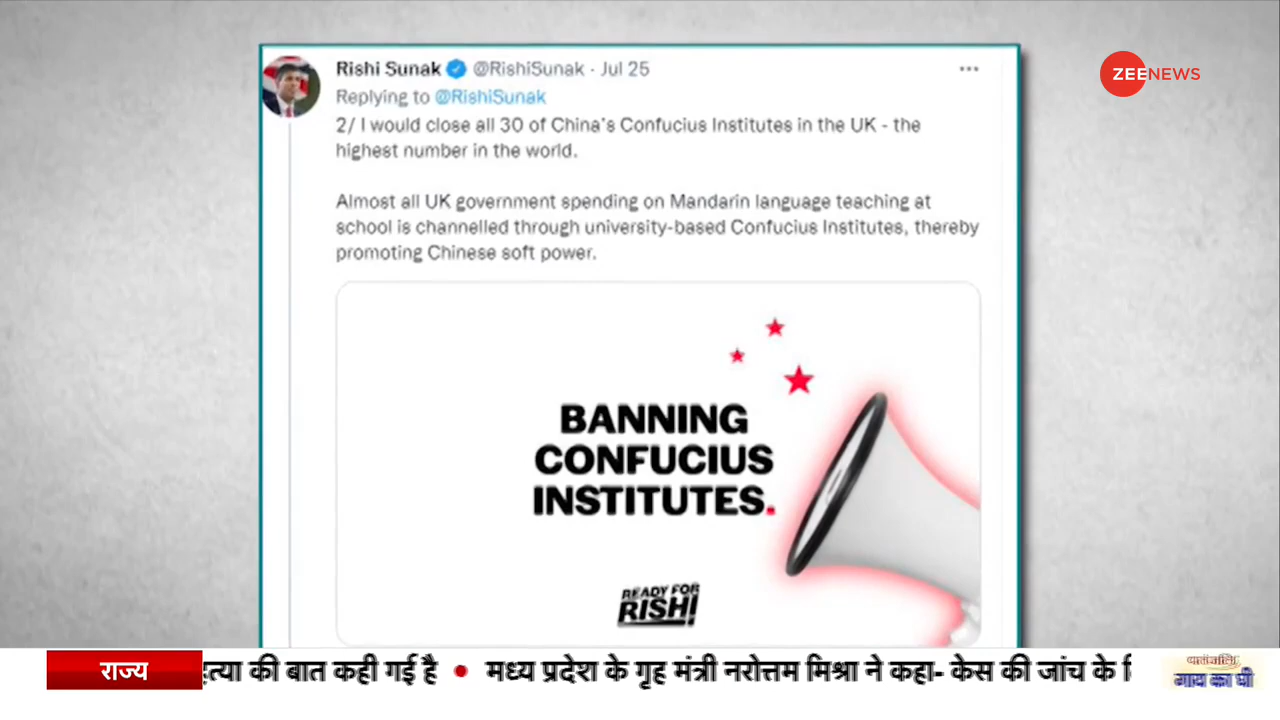 Rishi Sunak @RishiSunak · Jul 25
ZEENEWS
Replying to @RishiSunak
2/ I would close all 30 of China's Confucius Institutes in the UK - the
highest number in the world.
Almost all UK government spending on Mandarin language teaching at
school is channelled through university-based Confucius Institutes, thereby
promoting Chinese soft power.
BANNING
CONFUCIUS
INSTITUTES.
READY FOR
RISHI!
राज्य
की बात कही गई है • मध्य प्रदेश के गृह मंत्री नरोत्तम मिश्रा ने कहा- केस की जांच के
गाय का घी